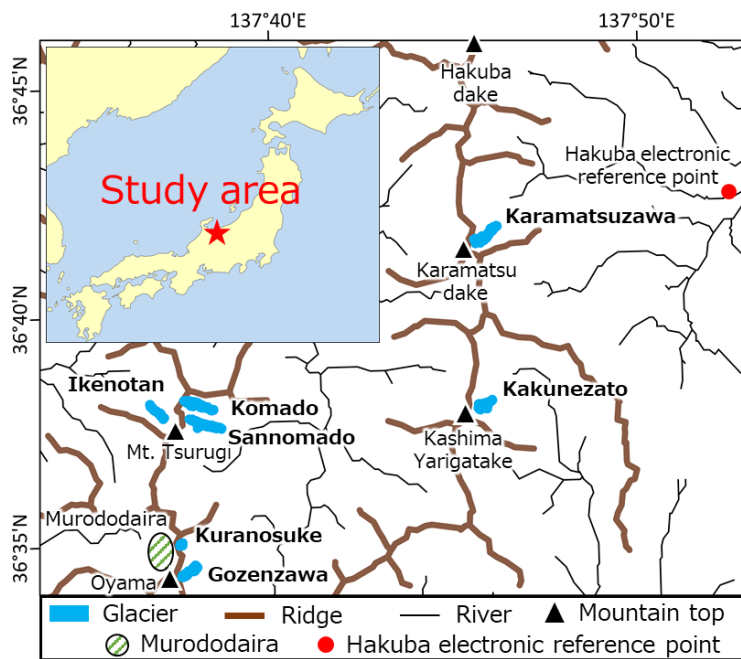 137°40'E
137°50'E
36°45'N
36°40'N
36°35'N
Study area
Hakuba
dake
Hakuba electronic
reference point
Karamatsuzawa
Karamatsu
dake
Ikenotan
Komado
Sannomado
Mt. Tsurugi
Kakunezato
Kashima
Yarigatake
Murododaira
Kuranosuke
Oyama
Gozenzawa
Glacier
Ridge
River
Mountain top
Murododaira
Hakuba electronic reference point